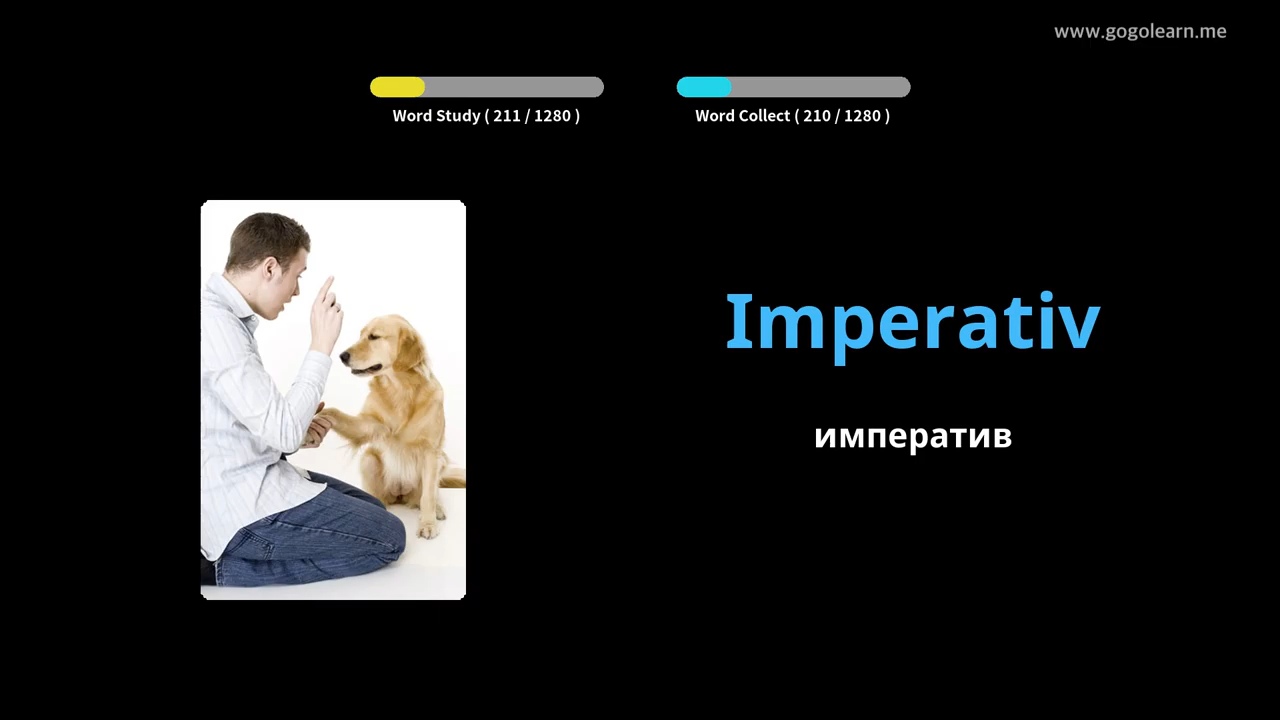 www.gogolearn.me
Word Study ( 211 / 1280 )
Word Collect ( 210 / 1280 )
Imperativ
императив